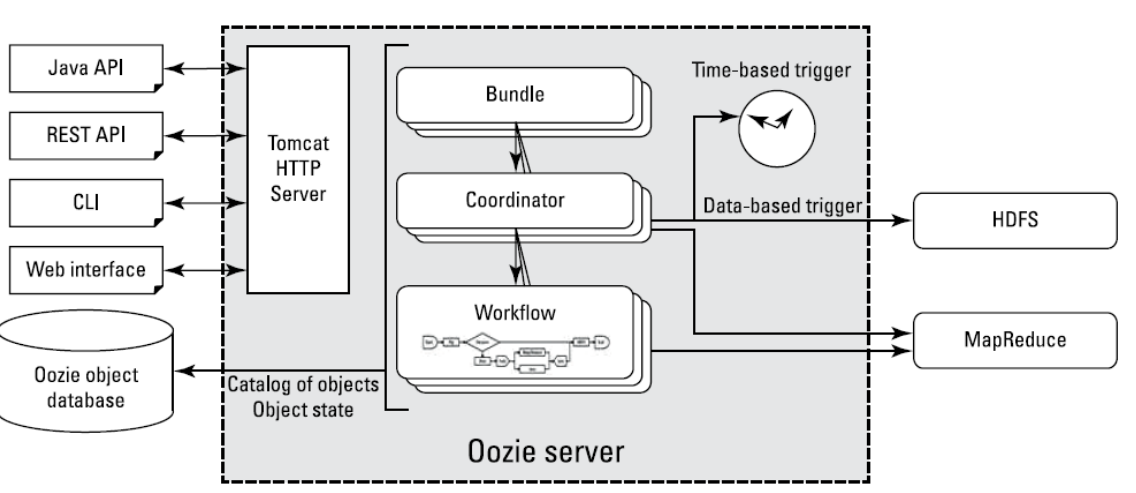 Java API
REST API
CLI
Web interface
Oozie object
database
Tomcat
HTTP
Server
Bundle
Coordinator
Workflow
Time-based trigger
Data-based trigger
HDFS
MapReduce
Catalog of objects
Object state
Oozie server